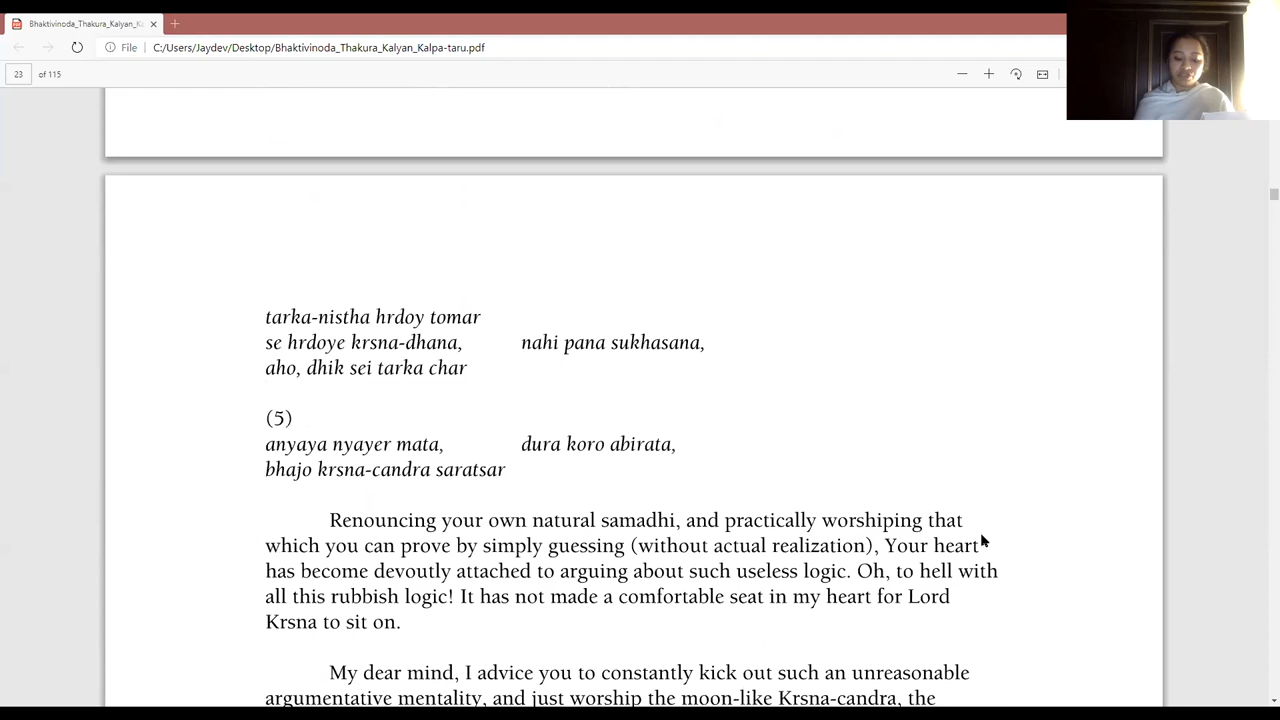 Bhaktivinoda_Thakura_Kalyan_K
File C:/Users/Jaydev/Desktop/Bhaktivinoda_Thakura_Kalyan_Kalpa-taru.pdf
23 of 115
tarka-nistha hrdoy tomar
se hrdoye krsna-dhana, nahi pana sukhasana,
aho, dhik sei tarka char
(5)
anyaya nyayer mata, dura koro abirata,
bhajo krsna-candra saratsar
Renouncing your own natural samadhi, and practically worshiping that
which you can prove by simply guessing (without actual realization), Your heart
has become devoutly attached to arguing about such useless logic. Oh, to hell with
all this rubbish logic! It has not made a comfortable seat in my heart for Lord
Krsna to sit on.
My dear mind, I advice you to constantly kick out such an unreasonable
argumentative mentality, and just worship the moon-like Krsna-candra, the